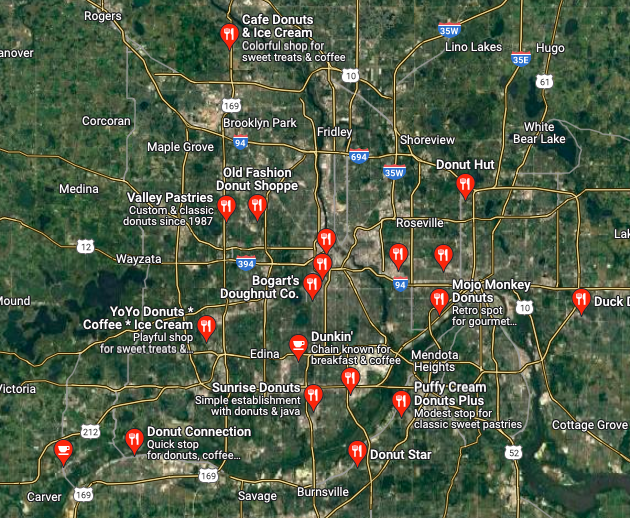 Rogers
Cafe Donuts
& Ice Cream
Colorful shop for
sweet treats & coffee
35W
Lino Lakes
Hugo
anover
35E
10
61
169
Corcoran
Brooklyn Park
Fridley
White
Bear Lake
94
Maple Grove
694
Shoreview
35W
Donut Hut
Old Fashion
Donut Shoppe
Medina
Valley Pastries
Custom & classic
donuts since 1987
Roseville
Lak
12
Wayzata
394
Bogart's
Doughnut Co.
94
Mojo Monkey
Donuts
Retro spot
for gourmet...
10
Duck D
Mound
YoYo Donuts *
Coffee * Ice Cream
Playful shop
for sweet treats &...
Dunkin'
Chain known for
breakfast & coffee
Edina
Mendota
Heights
Victoria
Sunrise Donuts
Simple establishment
with donuts & java
Puffy Cream
Donuts Plus
Modest stop for
classic sweet pastries
212
Donut Connection
Quick stop
for donuts, coffee...
Cottage Grove
Donut Star
52
169
Carver
169
Savage
Burnsville